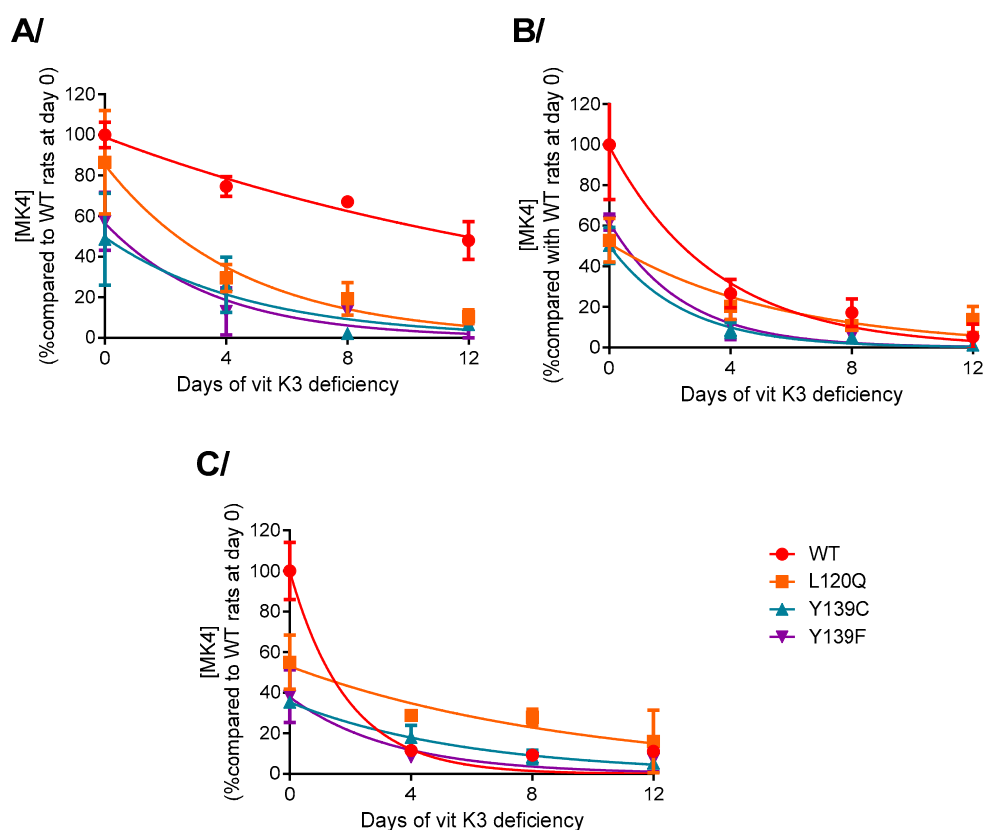 A/
[MK4]
(%compared to WT rats at day 0)
120
100
80
60
40
20
0
0 4 8 12
Days of vit K3 deficiency
B/
[MK4]
(%compared with WT rats at day 0)
120
100
80
60
40
20
0
0 4 8 12
Days of vit K3 deficiency
C/
[MK4]
(%compared to WT rats at day 0)
120
100
80
60
40
20
0
0 4 8 12
Days of vit K3 deficiency
WT
L120Q
Y139C
Y139F